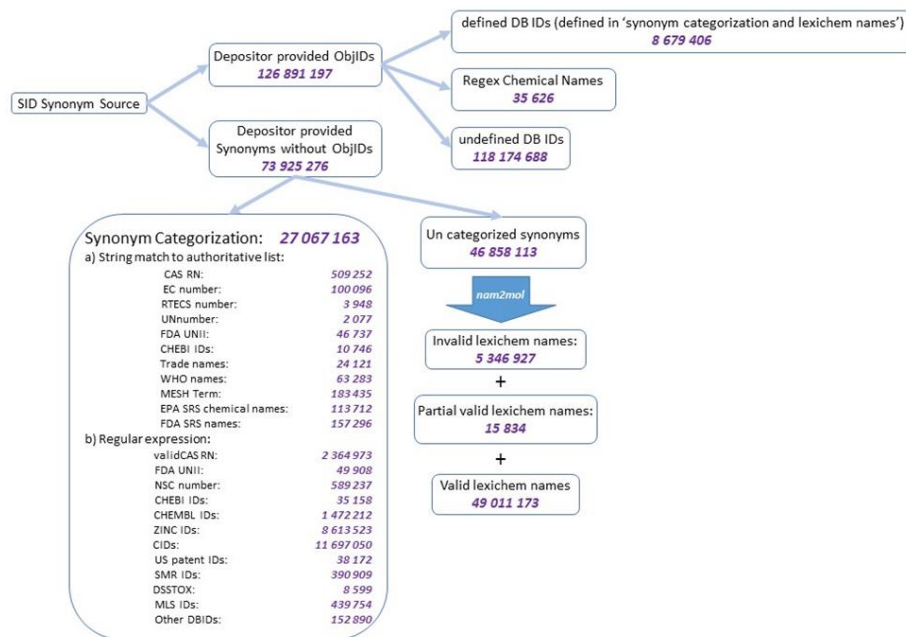 defined DB IDs (defined in ‘synonym categorization and lexichem names’)
8 679 406
Depositor provided ObjIDs
126 891 197
Regex Chemical Names
35 626
SID Synonym Source
Depositor provided
Synonyms without ObjIDs
73 925 276
undefined DB IDs
118 174 688
Synonym Categorization: 27 067 163
a) String match to authoritative list:
CAS RN: 509 252
EC number: 100 096
RTECS number: 3 948
UNnumber: 2 077
FDA UNII: 46 737
CHEBI IDs: 10 746
Trade names: 24 121
WHO names: 63 283
MESH Term: 183 435
EPA SRS chemical names: 113 712
FDA SRS names: 157 296
b) Regular expression:
validCAS RN: 2 364 973
FDA UNII: 49 908
NSC number: 589 237
CHEBI IDs: 35 158
CHEMBL IDs: 1 472 212
ZINC IDs: 8 613 523
CIDs: 11 697 050
US patent IDs: 38 172
SMR IDs: 390 909
DSSTOX: 8 599
MLS IDs: 439 754
Other DBIDs: 152 890
Un categorized synonyms
46 858 113
nam2mol
Invalid lexichem names:
5 346 927
+
Partial valid lexichem names:
15 834
+
Valid lexichem names
49 011 173